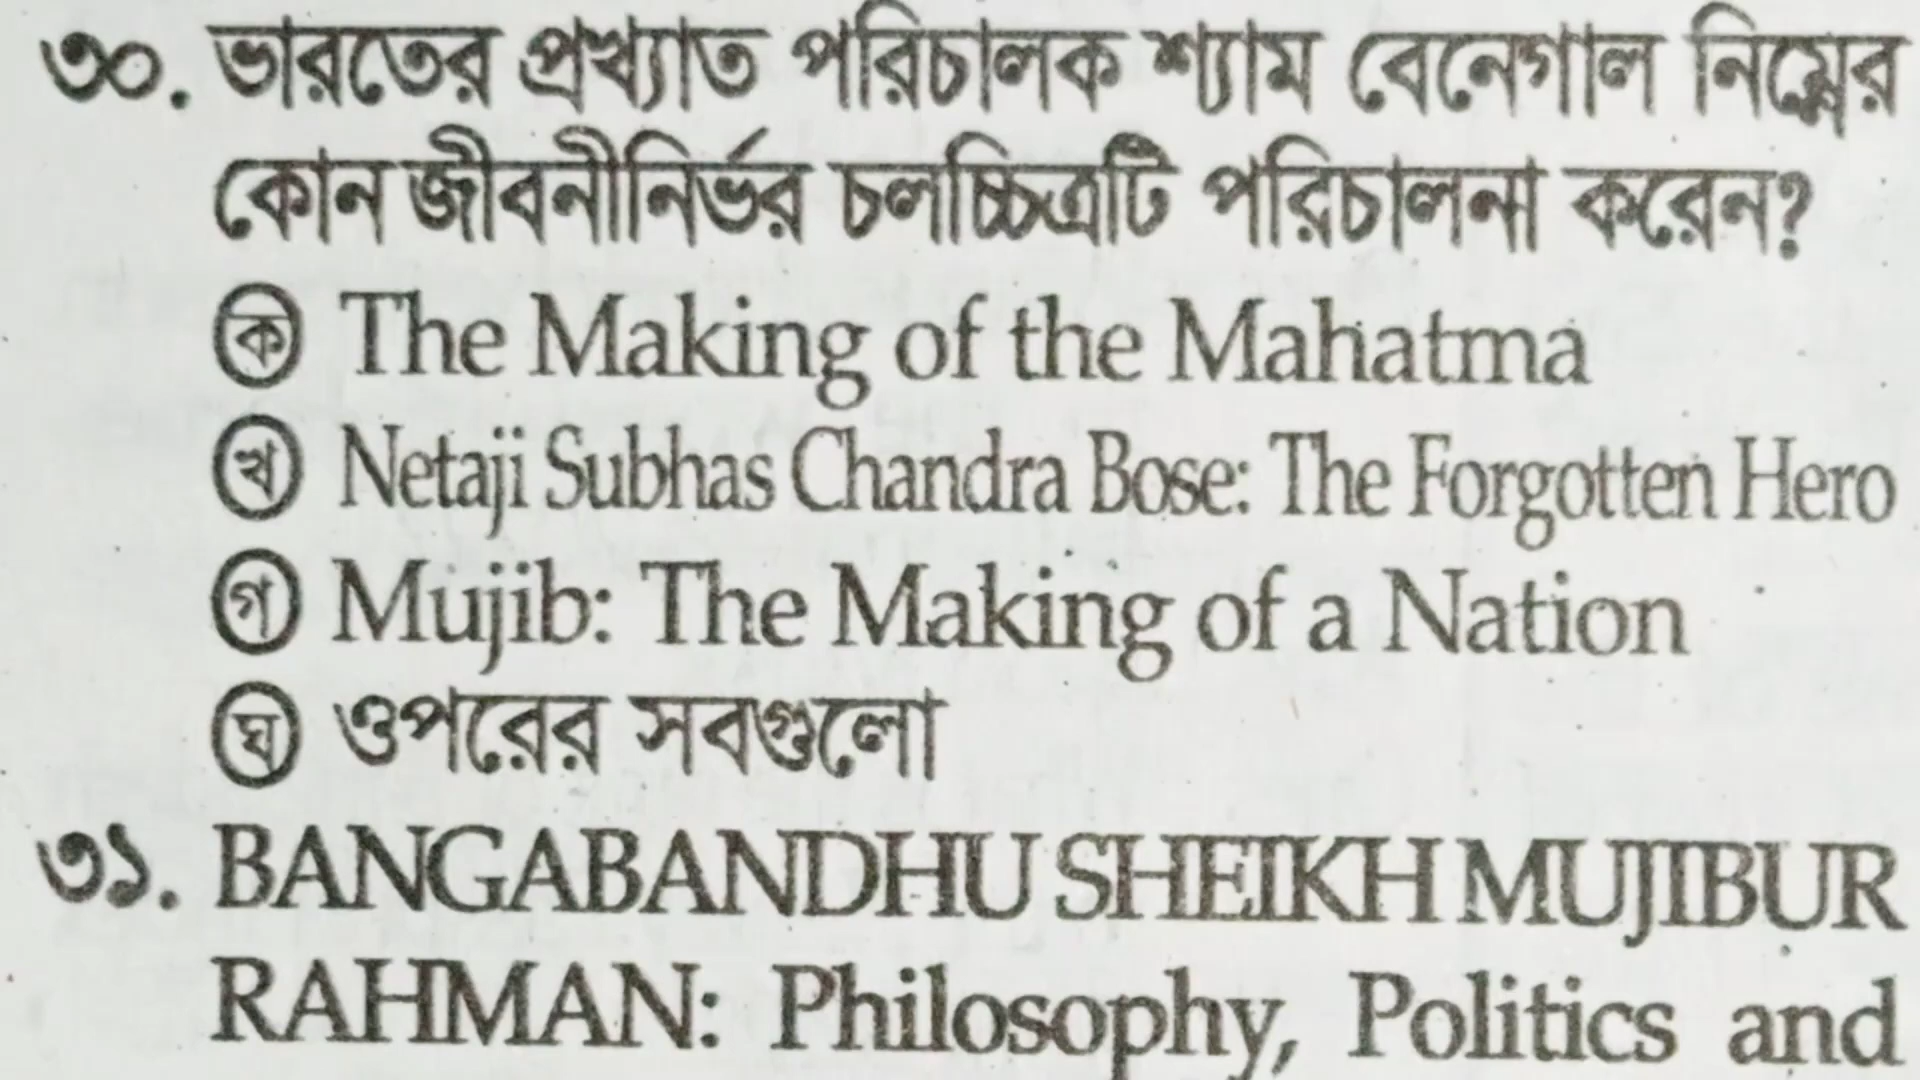 ৩০. ভারতের প্রখ্যাত পরিচালক শ্যাম বেনেগাল নিম্নের
কোন জীবনীনির্ভর চলচ্চিত্রটি পরিচালনা করেন?
ক The Making of the Mahatma
খ Netaji Subhas Chandra Bose: The Forgotten Hero
গ Mujib: The Making of a Nation
ঘ ওপরের সবগুলো
৩১. BANGABANDHU SHEIKH MUJIBUR
RAHMAN: Philosophy, Politics and